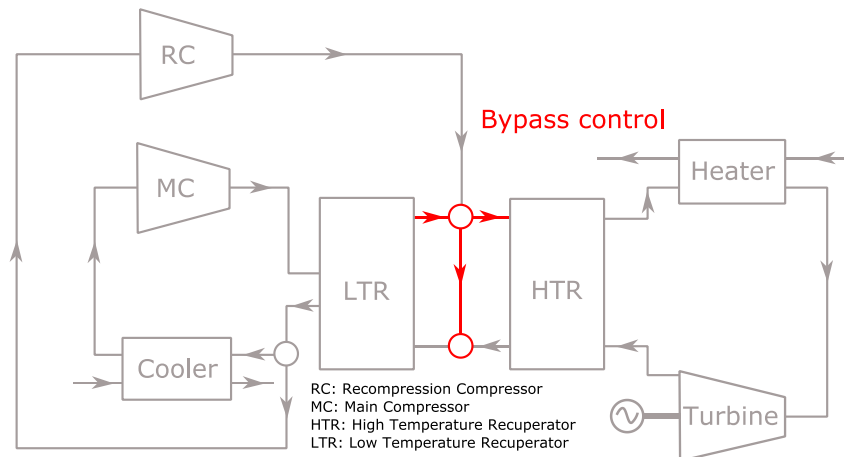 RC
Bypass control
MC
Heater
LTR
HTR
Cooler
RC: Recompression Compressor
MC: Main Compressor
HTR: High Temperature Recuperator
LTR: Low Temperature Recuperator
Turbine